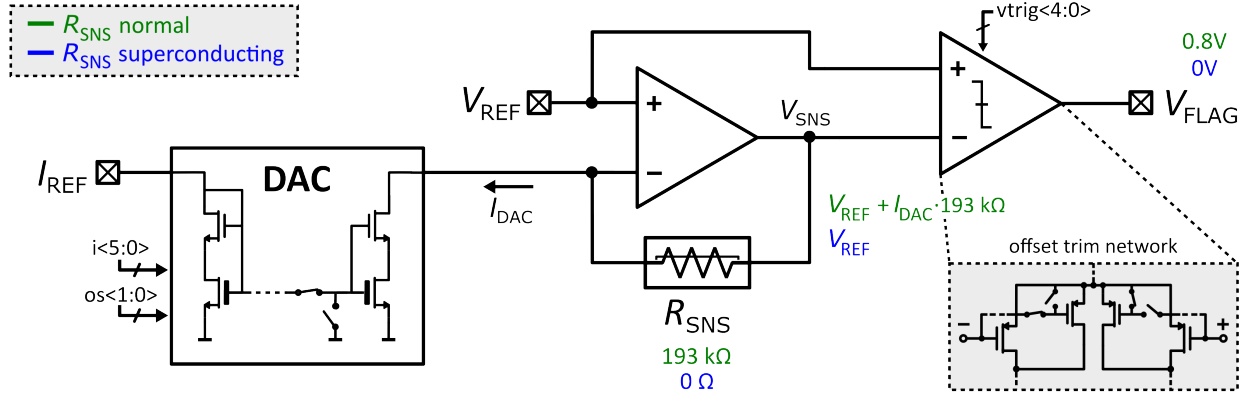 R_SNS normal
R_SNS superconducting
vtrig<4:0>
0.8V
0V
V_REF
+
−
V_SNS
+
−
V_FLAG
I_REF
DAC
I_DAC
i<5:0>
os<1:0>
V_REF + I_DAC·193 kΩ
V_REF
R_SNS
193 kΩ
0 Ω
offset trim network
−
+